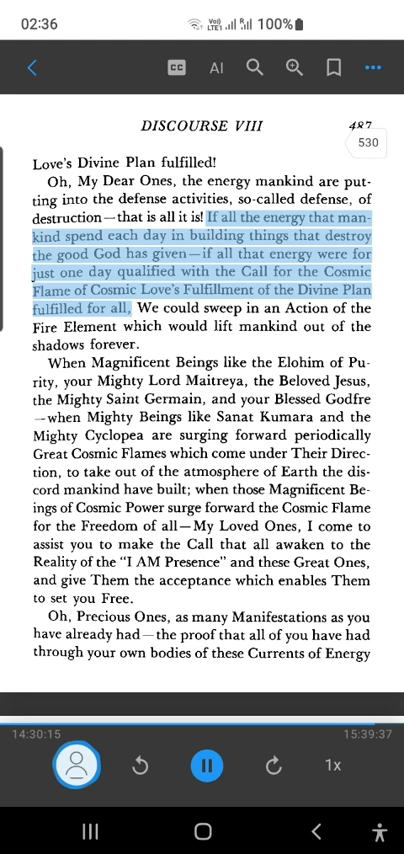 02:36
Vo) LTE1 R 100%
CC AI
DISCOURSE VIII 487
530
Love's Divine Plan fulfilled!
Oh, My Dear Ones, the energy mankind are put-
ting into the defense activities, so-called defense, of
destruction—that is all it is! If all the energy that man-
kind spend each day in building things that destroy
the good God has given—if all that energy were for
just one day qualified with the Call for the Cosmic
Flame of Cosmic Love's Fulfillment of the Divine Plan
fulfilled for all, We could sweep in an Action of the
Fire Element which would lift mankind out of the
shadows forever.
When Magnificent Beings like the Elohim of Pu-
rity, your Mighty Lord Maitreya, the Beloved Jesus,
the Mighty Saint Germain, and your Blessed Godfre
—when Mighty Beings like Sanat Kumara and the
Mighty Cyclopea are surging forward periodically
Great Cosmic Flames which come under Their Direc-
tion, to take out of the atmosphere of Earth the dis-
cord mankind have built; when those Magnificent Be-
ings of Cosmic Power surge forward the Cosmic Flame
for the Freedom of all—My Loved Ones, I come to
assist you to make the Call that all awaken to the
Reality of the "I AM Presence" and these Great Ones,
and give Them the acceptance which enables Them
to set you Free.
Oh, Precious Ones, as many Manifestations as you
have already had—the proof that all of you have had
through your own bodies of these Currents of Energy
14:30:15 15:39:37
1x